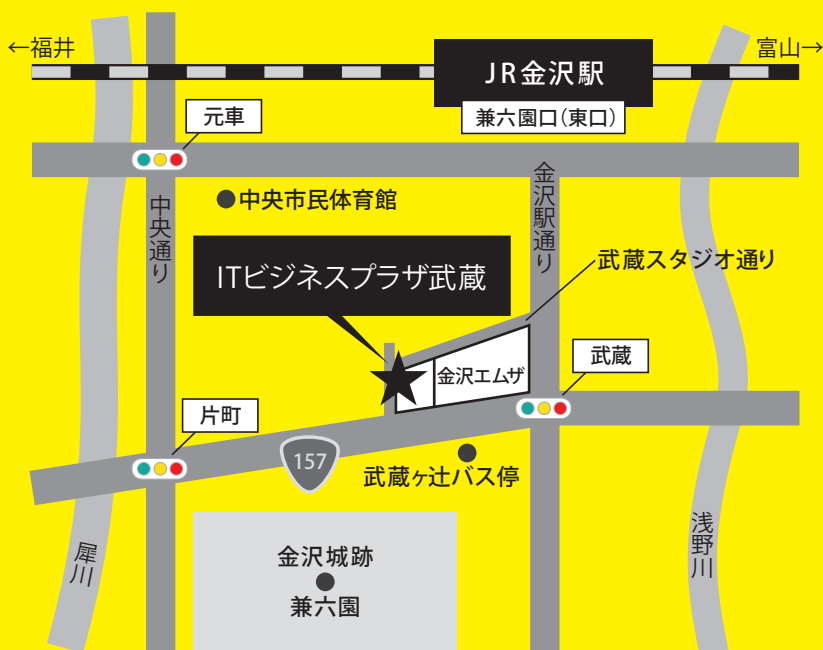 ←福井
富山→
JR金沢駅
兼六園口(東口)
元車
中央市民体育館
中央通り
金沢駅通り
武蔵スタジオ通り
ITビジネスプラザ武蔵
武蔵
金沢エムザ
片町
157
武蔵ヶ辻バス停
犀川
浅野川
金沢城跡
兼六園